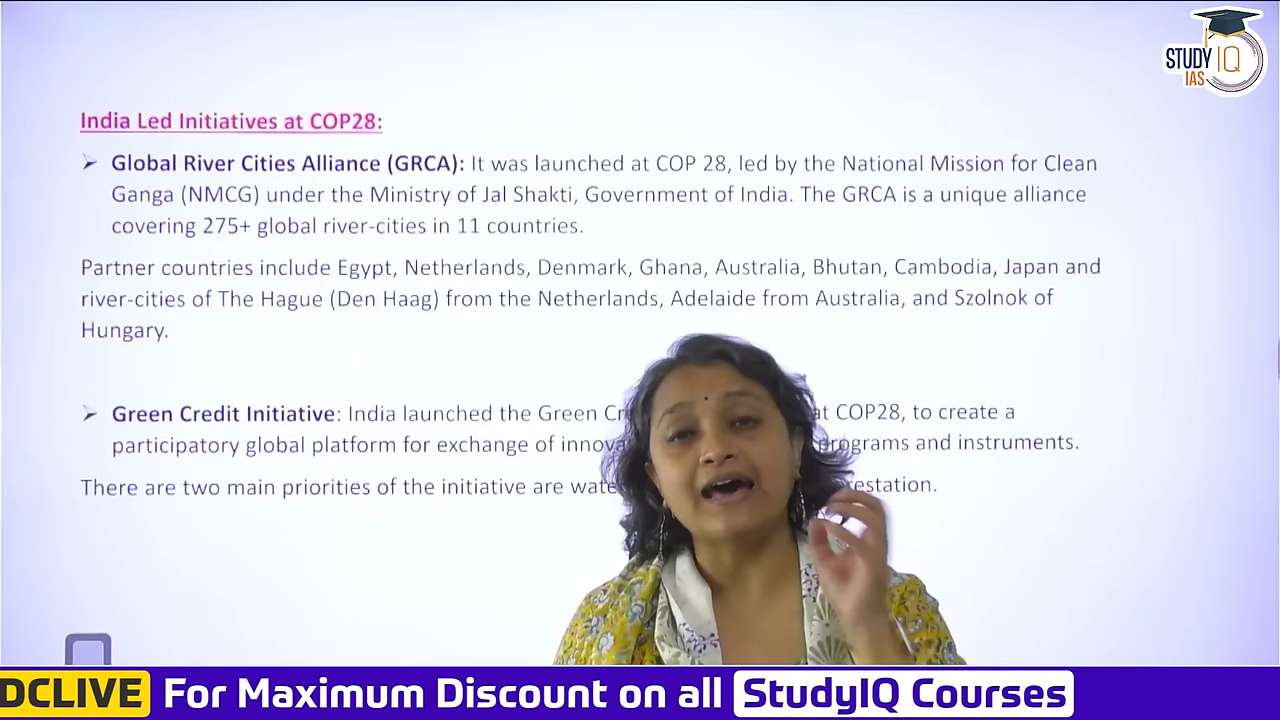 STUDY IQ
IAS
India Led Initiatives at COP28:
➢ Global River Cities Alliance (GRCA): It was launched at COP 28, led by the National Mission for Clean
Ganga (NMCG) under the Ministry of Jal Shakti, Government of India. The GRCA is a unique alliance
covering 275+ global river-cities in 11 countries.
Partner countries include Egypt, Netherlands, Denmark, Ghana, Australia, Bhutan, Cambodia, Japan and
river-cities of The Hague (Den Haag) from the Netherlands, Adelaide from Australia, and Szolnok of
Hungary.
➢ Green Credit Initiative: India launched the Green at COP28, to create a
participatory global platform for exchange of programs and instruments.
There are two main priorities of the initiative are
DCLIVE For Maximum Discount on all StudyIQ Courses